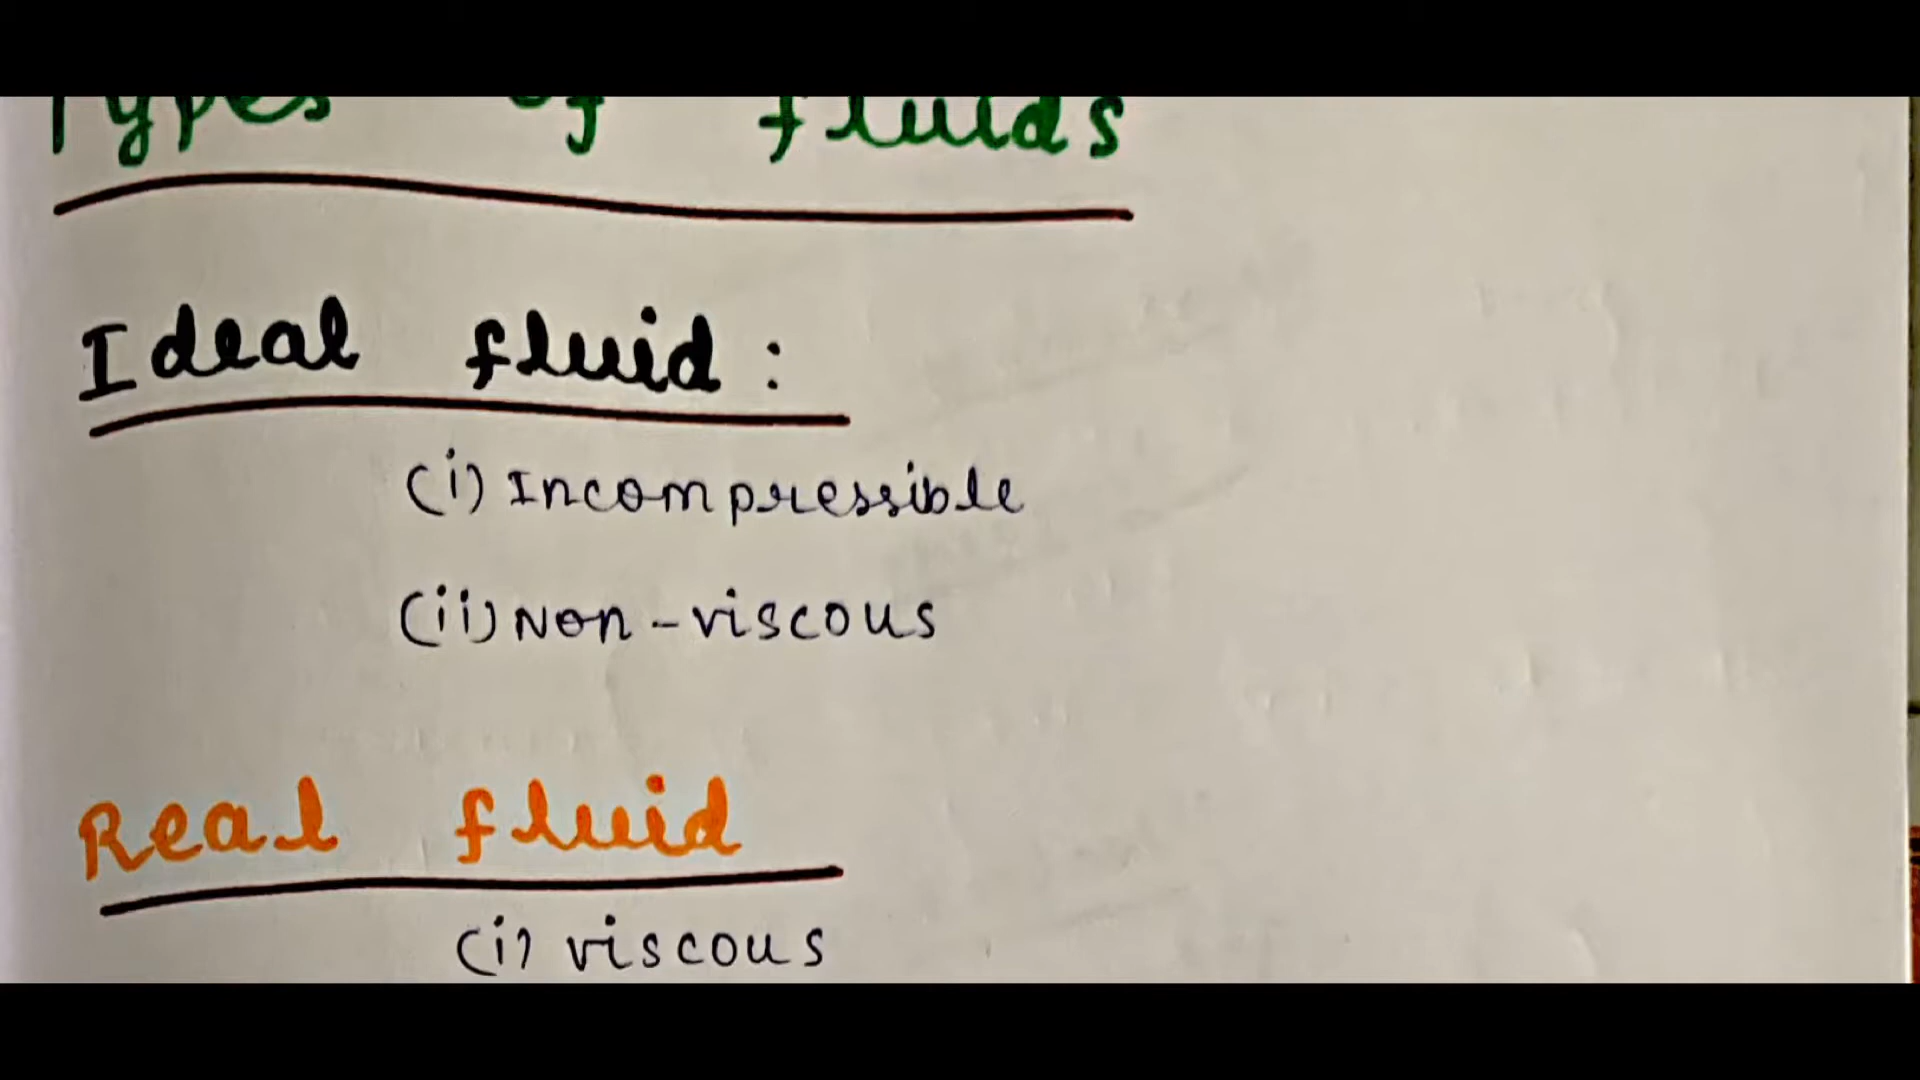 Types of fluids
Ideal fluid :
(i) Incompressible
(ii) Non-viscous
Real fluid
(i) viscous